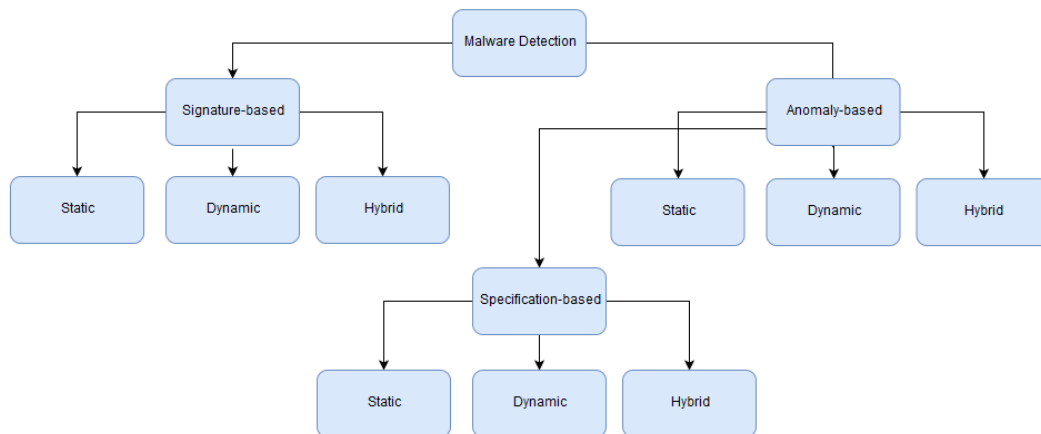 Malware Detection
Signature-based
Anomaly-based
Static
Dynamic
Hybrid
Static
Dynamic
Hybrid
Specification-based
Static
Dynamic
Hybrid